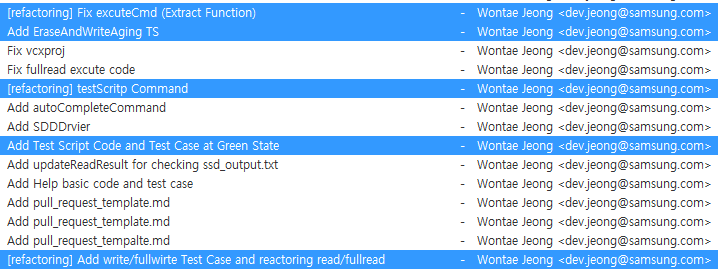 [refactoring] Fix excuteCmd (Extract Function) - Wontae Jeong <dev.jeong@samsung.com>
Add EraseAndWriteAging TS - Wontae Jeong <dev.jeong@samsung.com>
Fix vcxproj - Wontae Jeong <dev.jeong@samsung.com>
Fix fullread excute code - Wontae Jeong <dev.jeong@samsung.com>
[refactoring] testScritp Command - Wontae Jeong <dev.jeong@samsung.com>
Add autoCompleteCommand - Wontae Jeong <dev.jeong@samsung.com>
Add SDDDrvier - Wontae Jeong <dev.jeong@samsung.com>
Add Test Script Code and Test Case at Green State - Wontae Jeong <dev.jeong@samsung.com>
Add updateReadResult for checking ssd_output.txt - Wontae Jeong <dev.jeong@samsung.com>
Add Help basic code and test case - Wontae Jeong <dev.jeong@samsung.com>
Add pull_request_template.md - Wontae Jeong <dev.jeong@samsung.com>
Add pull_request_template.md - Wontae Jeong <dev.jeong@samsung.com>
Add pull_request_tempalte.md - Wontae Jeong <dev.jeong@samsung.com>
[refactoring] Add write/fullwirte Test Case and reactoring read/fullread - Wontae Jeong <dev.jeong@samsung.com>